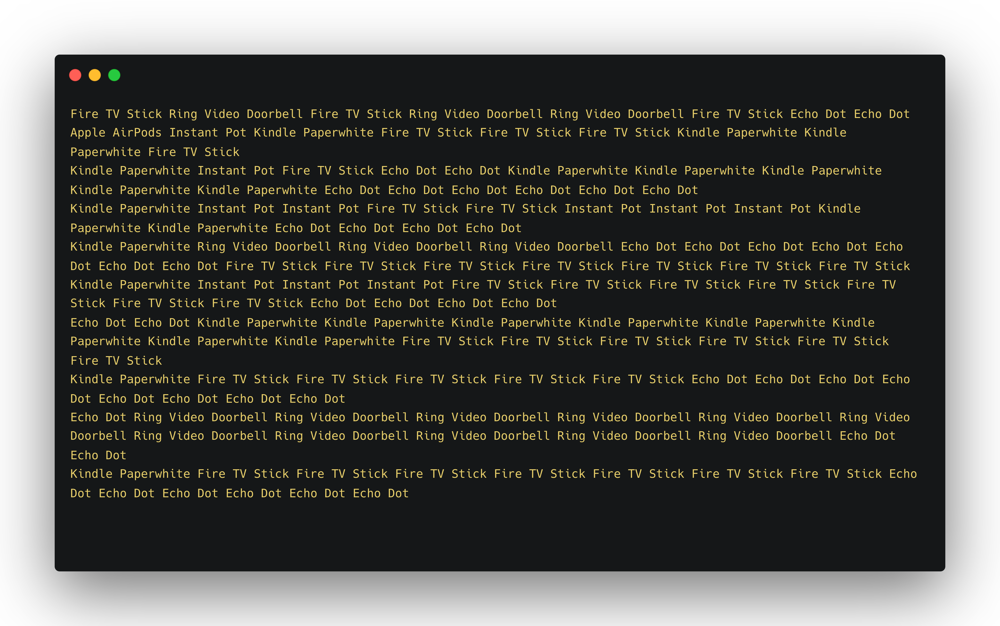 Fire TV Stick Ring Video Doorbell Fire TV Stick Ring Video Doorbell Ring Video Doorbell Fire TV Stick Echo Dot Echo Dot
Apple AirPods Instant Pot Kindle Paperwhite Fire TV Stick Fire TV Stick Fire TV Stick Kindle Paperwhite Kindle
Paperwhite Fire TV Stick
Kindle Paperwhite Instant Pot Fire TV Stick Echo Dot Echo Dot Kindle Paperwhite Kindle Paperwhite Kindle Paperwhite
Kindle Paperwhite Kindle Paperwhite Echo Dot Echo Dot Echo Dot Echo Dot Echo Dot Echo Dot
Kindle Paperwhite Instant Pot Instant Pot Fire TV Stick Fire TV Stick Instant Pot Instant Pot Instant Pot Kindle
Paperwhite Kindle Paperwhite Echo Dot Echo Dot Echo Dot Echo Dot
Kindle Paperwhite Ring Video Doorbell Ring Video Doorbell Ring Video Doorbell Echo Dot Echo Dot Echo Dot Echo Dot Echo
Dot Echo Dot Echo Dot Fire TV Stick Fire TV Stick Fire TV Stick Fire TV Stick Fire TV Stick Fire TV Stick Fire TV Stick
Kindle Paperwhite Instant Pot Instant Pot Instant Pot Fire TV Stick Fire TV Stick Fire TV Stick Fire TV Stick Fire TV
Stick Fire TV Stick Fire TV Stick Echo Dot Echo Dot Echo Dot Echo Dot
Echo Dot Echo Dot Kindle Paperwhite Kindle Paperwhite Kindle Paperwhite Kindle Paperwhite Kindle Paperwhite Kindle
Paperwhite Kindle Paperwhite Kindle Paperwhite Fire TV Stick Fire TV Stick Fire TV Stick Fire TV Stick Fire TV Stick
Fire TV Stick
Kindle Paperwhite Fire TV Stick Fire TV Stick Fire TV Stick Fire TV Stick Fire TV Stick Echo Dot Echo Dot Echo Dot Echo
Dot Echo Dot Echo Dot Echo Dot Echo Dot
Echo Dot Ring Video Doorbell Ring Video Doorbell Ring Video Doorbell Ring Video Doorbell Ring Video Doorbell Ring Video
Doorbell Ring Video Doorbell Ring Video Doorbell Ring Video Doorbell Ring Video Doorbell Ring Video Doorbell Echo Dot
Echo Dot
Kindle Paperwhite Fire TV Stick Fire TV Stick Fire TV Stick Fire TV Stick Fire TV Stick Fire TV Stick Fire TV Stick Echo
Dot Echo Dot Echo Dot Echo Dot Echo Dot Echo Dot